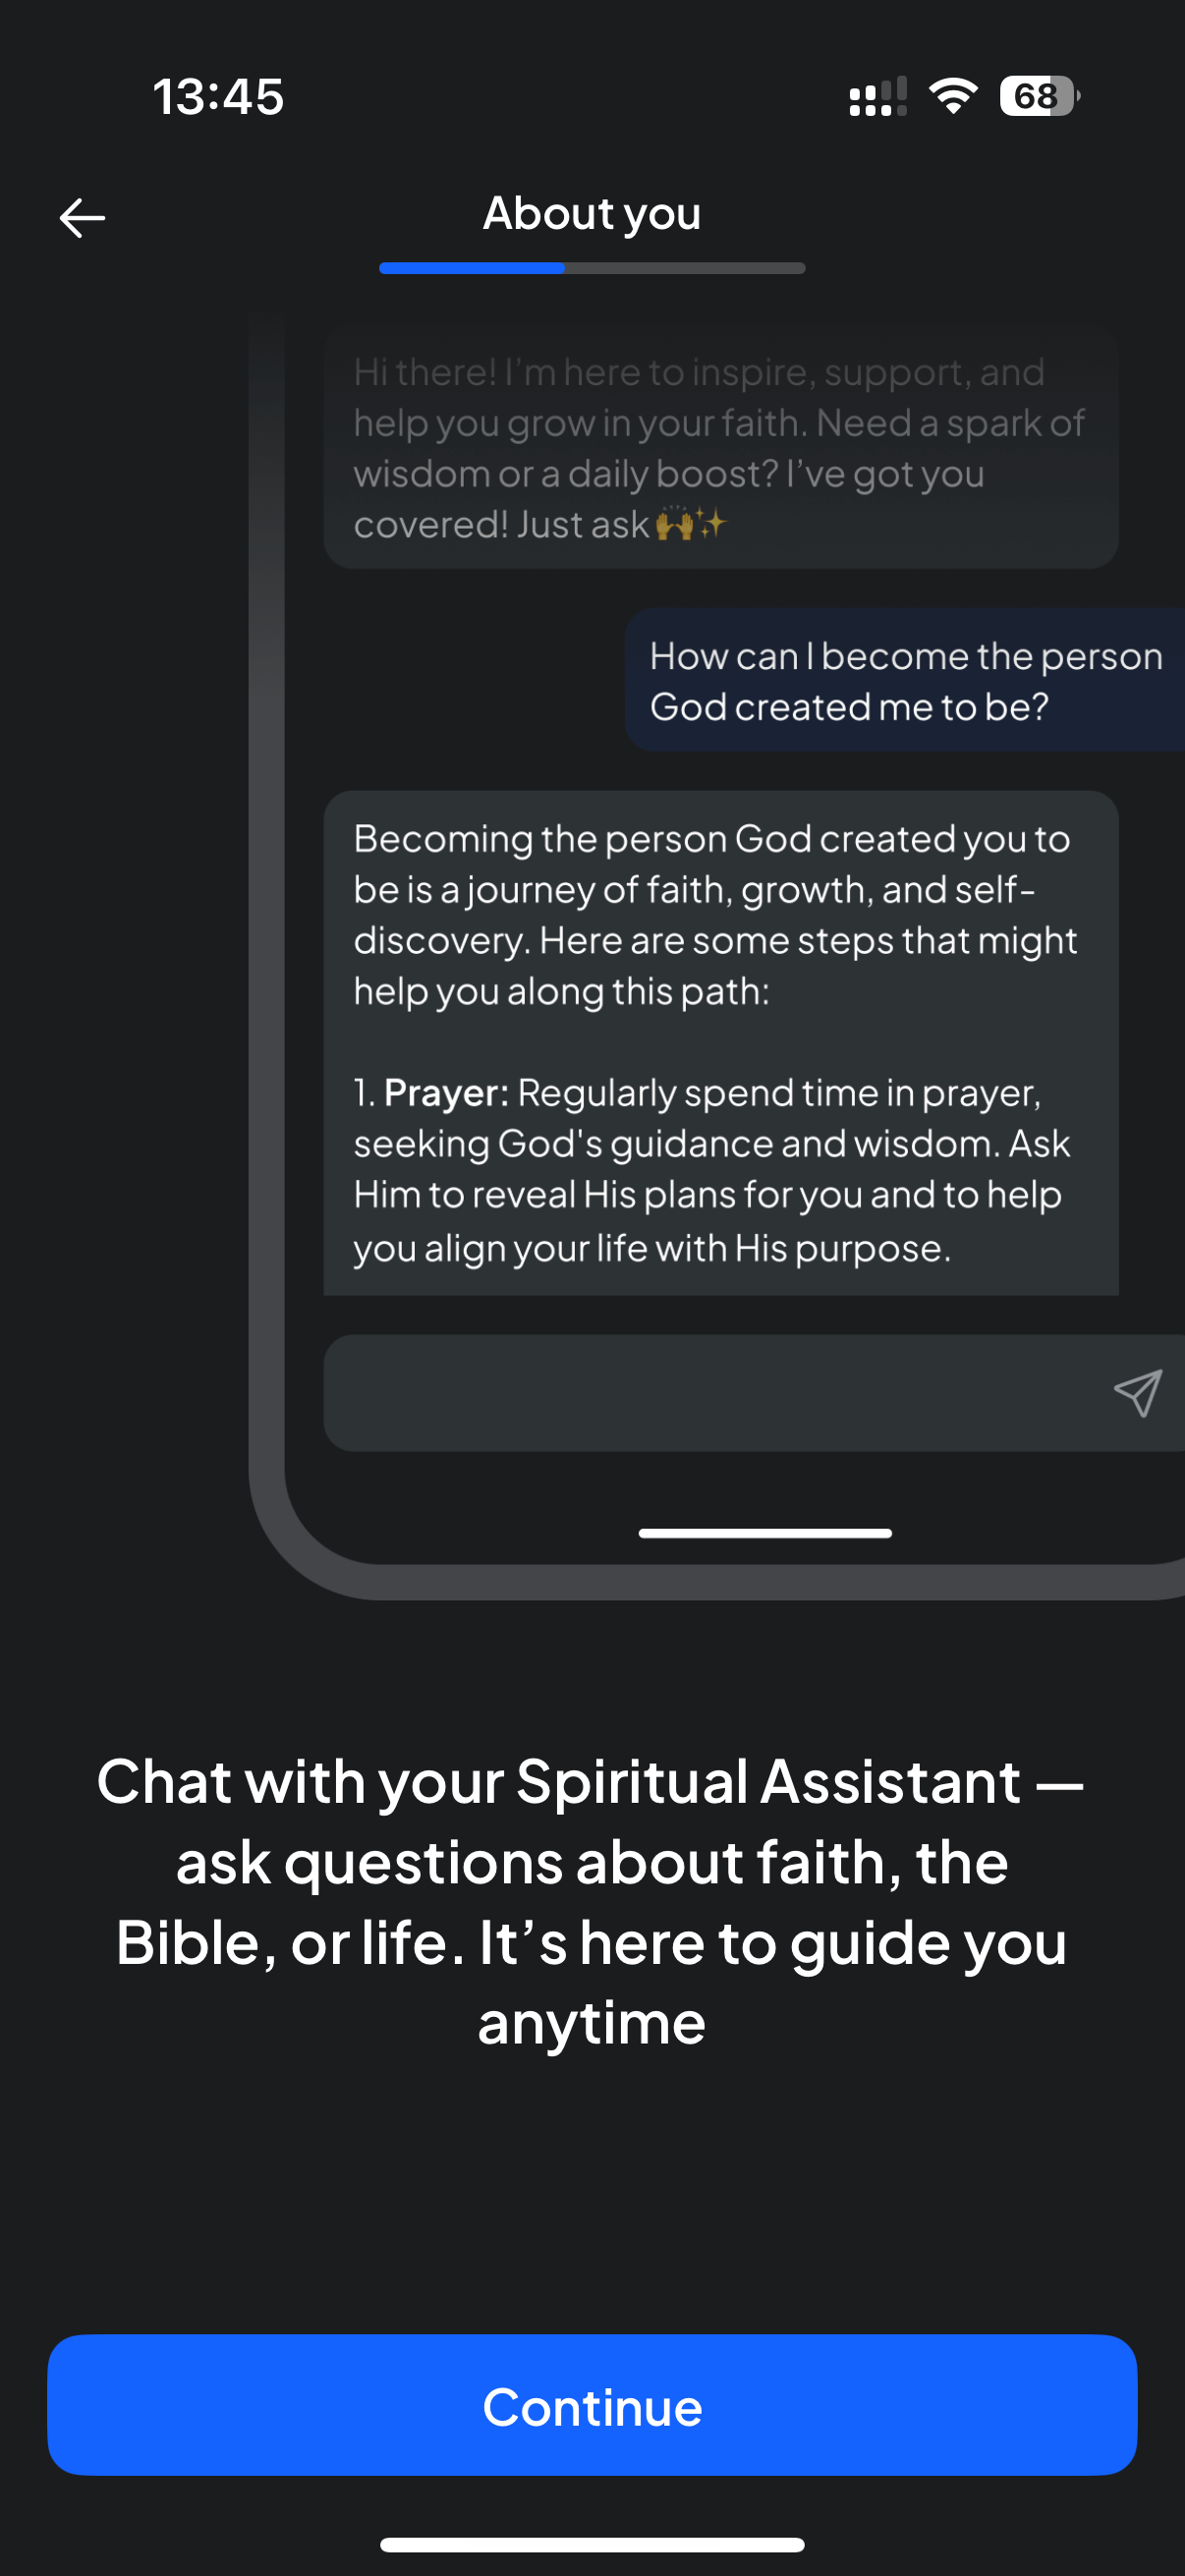 13:45
68
About you
Hi there! I’m here to inspire, support, and
help you grow in your faith. Need a spark of
wisdom or a daily boost? I’ve got you
covered! Just ask 🙌✨
How can I become the person
God created me to be?
Becoming the person God created you to
be is a journey of faith, growth, and self-
discovery. Here are some steps that might
help you along this path:
1. Prayer: Regularly spend time in prayer,
seeking God's guidance and wisdom. Ask
Him to reveal His plans for you and to help
you align your life with His purpose.
Chat with your Spiritual Assistant —
ask questions about faith, the
Bible, or life. It’s here to guide you
anytime
Continue